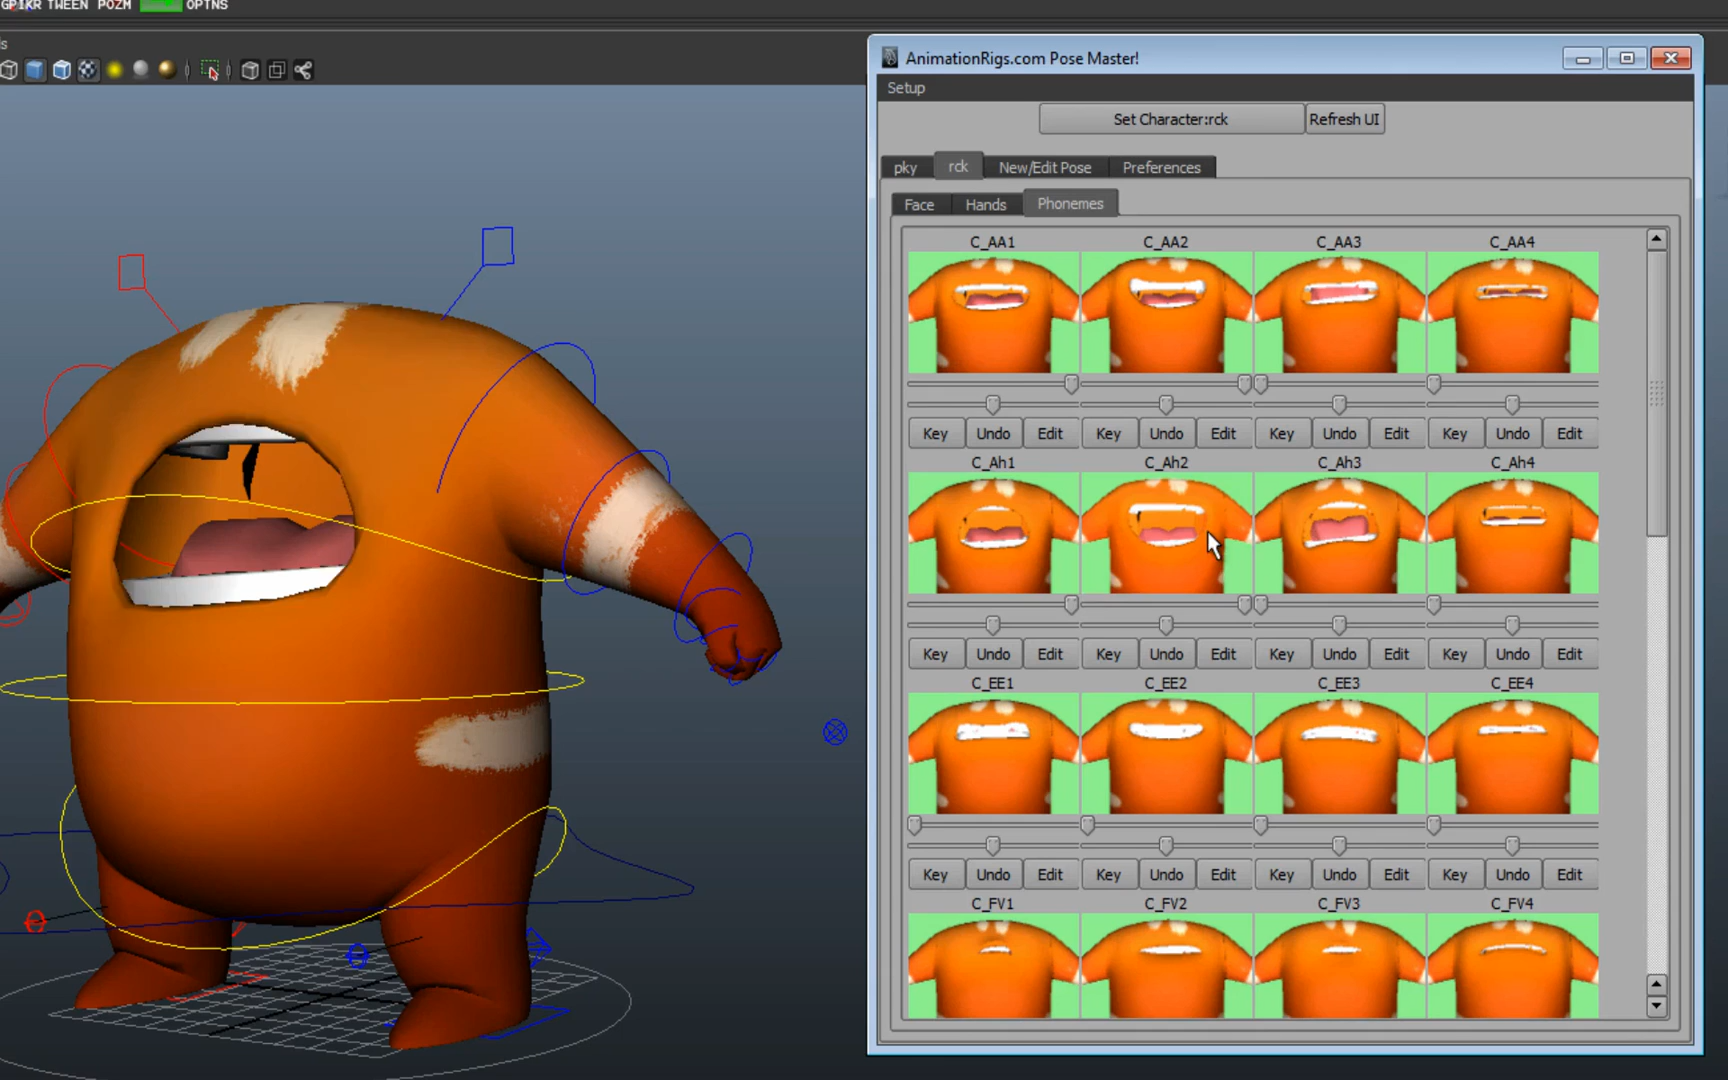 GPIKR TWEEN POZM OPTNS
ls
AnimationRigs.com Pose Master!
Setup
Set Character:rck Refresh UI
pky rck New/Edit Pose Preferences
Face Hands Phonemes
C_AA1 C_AA2 C_AA3 C_AA4
Key Undo Edit Key Undo Edit Key Undo Edit Key Undo Edit
C_Ah1 C_Ah2 C_Ah3 C_Ah4
Key Undo Edit Key Undo Edit Key Undo Edit Key Undo Edit
C_EE1 C_EE2 C_EE3 C_EE4
Key Undo Edit Key Undo Edit Key Undo Edit Key Undo Edit
C_FV1 C_FV2 C_FV3 C_FV4